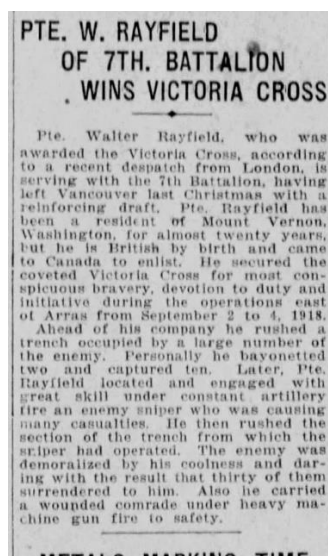 PTE. W. RAYFIELD
OF 7TH. BATTALION
WINS VICTORIA CROSS
Pte. Walter Rayfield, who was
awarded the Victoria Cross, according
to a recent despatch from London, is
serving with the 7th Battalion, having
left Vancouver last Christmas with a
reinforcing draft. Pte. Rayfield has
been a resident of Mount Vernon,
Washington, for almost twenty years,
but he is British by birth and came
to Canada to enlist. He secured the
coveted Victoria Cross for most con-
spicuous bravery, devotion to duty and
initiative during the operations east
of Arras from September 2 to 4, 1918.
Ahead of his company he rushed a
trench occupied by a large number of
the enemy. Personally he bayonetted
two and captured ten. Later, Pte.
Rayfield located and engaged with
great skill under constant artillery
fire an enemy sniper who was causing
many casualties. He then rushed the
section of the trench from which the
sniper had operated. The enemy was
demoralized by his coolness and dar-
ing with the result that thirty of them
surrendered to him. Also he carried
a wounded comrade under heavy ma-
chine gun fire to safety.